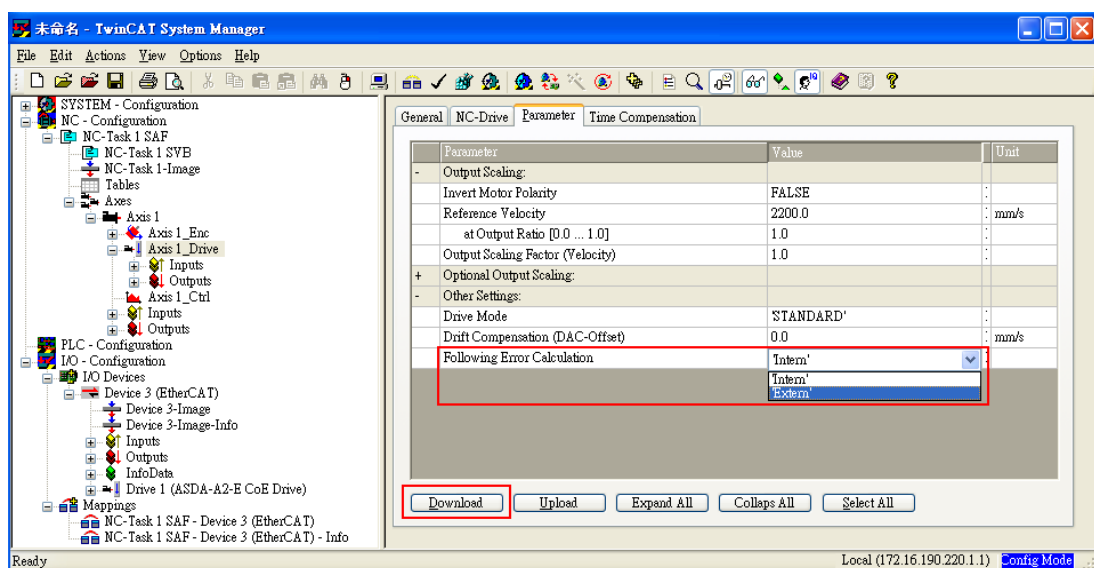 未命名 - TwinCAT System Manager
File Edit Actions View Options Help
SYSTEM - Configuration
NC - Configuration
NC-Task 1 SAF
NC-Task 1 SVB
NC-Task 1-Image
Tables
Axes
Axis 1
Axis 1_Enc
Axis 1_Drive
Inputs
Outputs
Axis 1_Ctrl
Inputs
Outputs
PLC - Configuration
I/O - Configuration
I/O Devices
Device 3 (EtherCAT)
Device 3-Image
Device 3-Image-Info
Inputs
Outputs
InfoData
Drive 1 (ASDA-A2-E CoE Drive)
Mappings
NC-Task 1 SAF - Device 3 (EtherCAT)
NC-Task 1 SAF - Device 3 (EtherCAT) - Info
General NC-Drive Parameter Time Compensation
Parameter Value Unit
- Output Scaling:
Invert Motor Polarity FALSE
Reference Velocity 2200.0 mm/s
at Output Ratio [0.0 ... 1.0] 1.0
Output Scaling Factor (Velocity) 1.0
+ Optional Output Scaling:
- Other Settings:
Drive Mode 'STANDARD'
Drift Compensation (DAC-Offset) 0.0 mm/s
Following Error Calculation 'Intern'
'Intern'
'Extern'
Download Upload Expand All Collaps All Select All
Ready Local (172.16.190.220.1.1) Config Mode